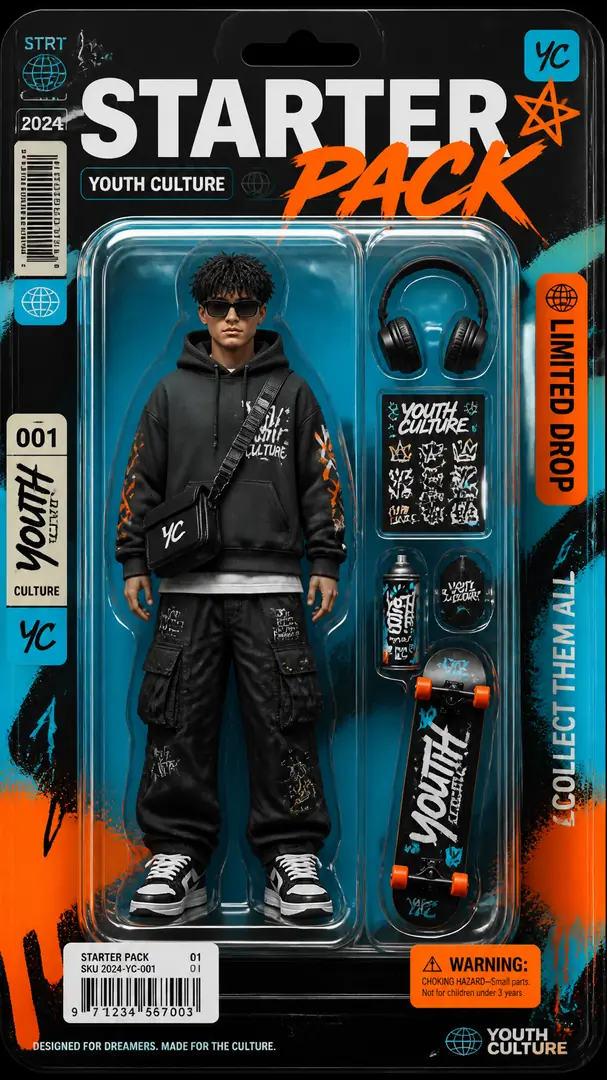 STRT
YC
2024
STARTER
PACK
YOUTH CULTURE
LIMITED DROP
001
YOUTH
CULTURE
YC
YOUTH
CULTURE
CULTURE
YC
YOUTH
COLLECT THEM ALL
STARTER PACK 01
SKU 2024-YC-001 01
9 71234 567003
WARNING:
CHOKING HAZARD—Small parts.
Not for children under 3 years
DESIGNED FOR DREAMERS. MADE FOR THE CULTURE.
YOUTH
CULTURE